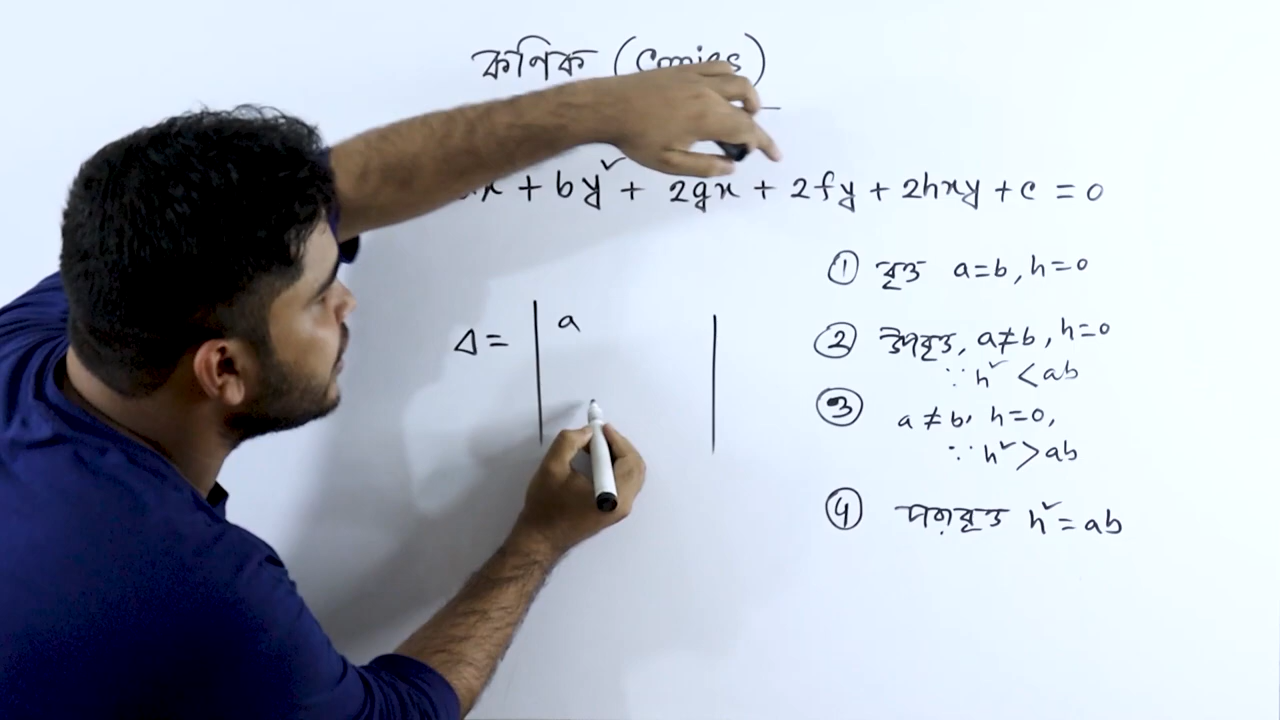 কণিক (Conics)
x + by² + 2gx + 2fy + 2hxy + c = 0
① বৃত্ত a=b, h=0
Δ = | a |
② উপবৃত্ত, a≠b, h=0
∵ h² < ab
③ a ≠ b, h=0,
∵ h² > ab
④ পরাবৃত্ত h² = ab